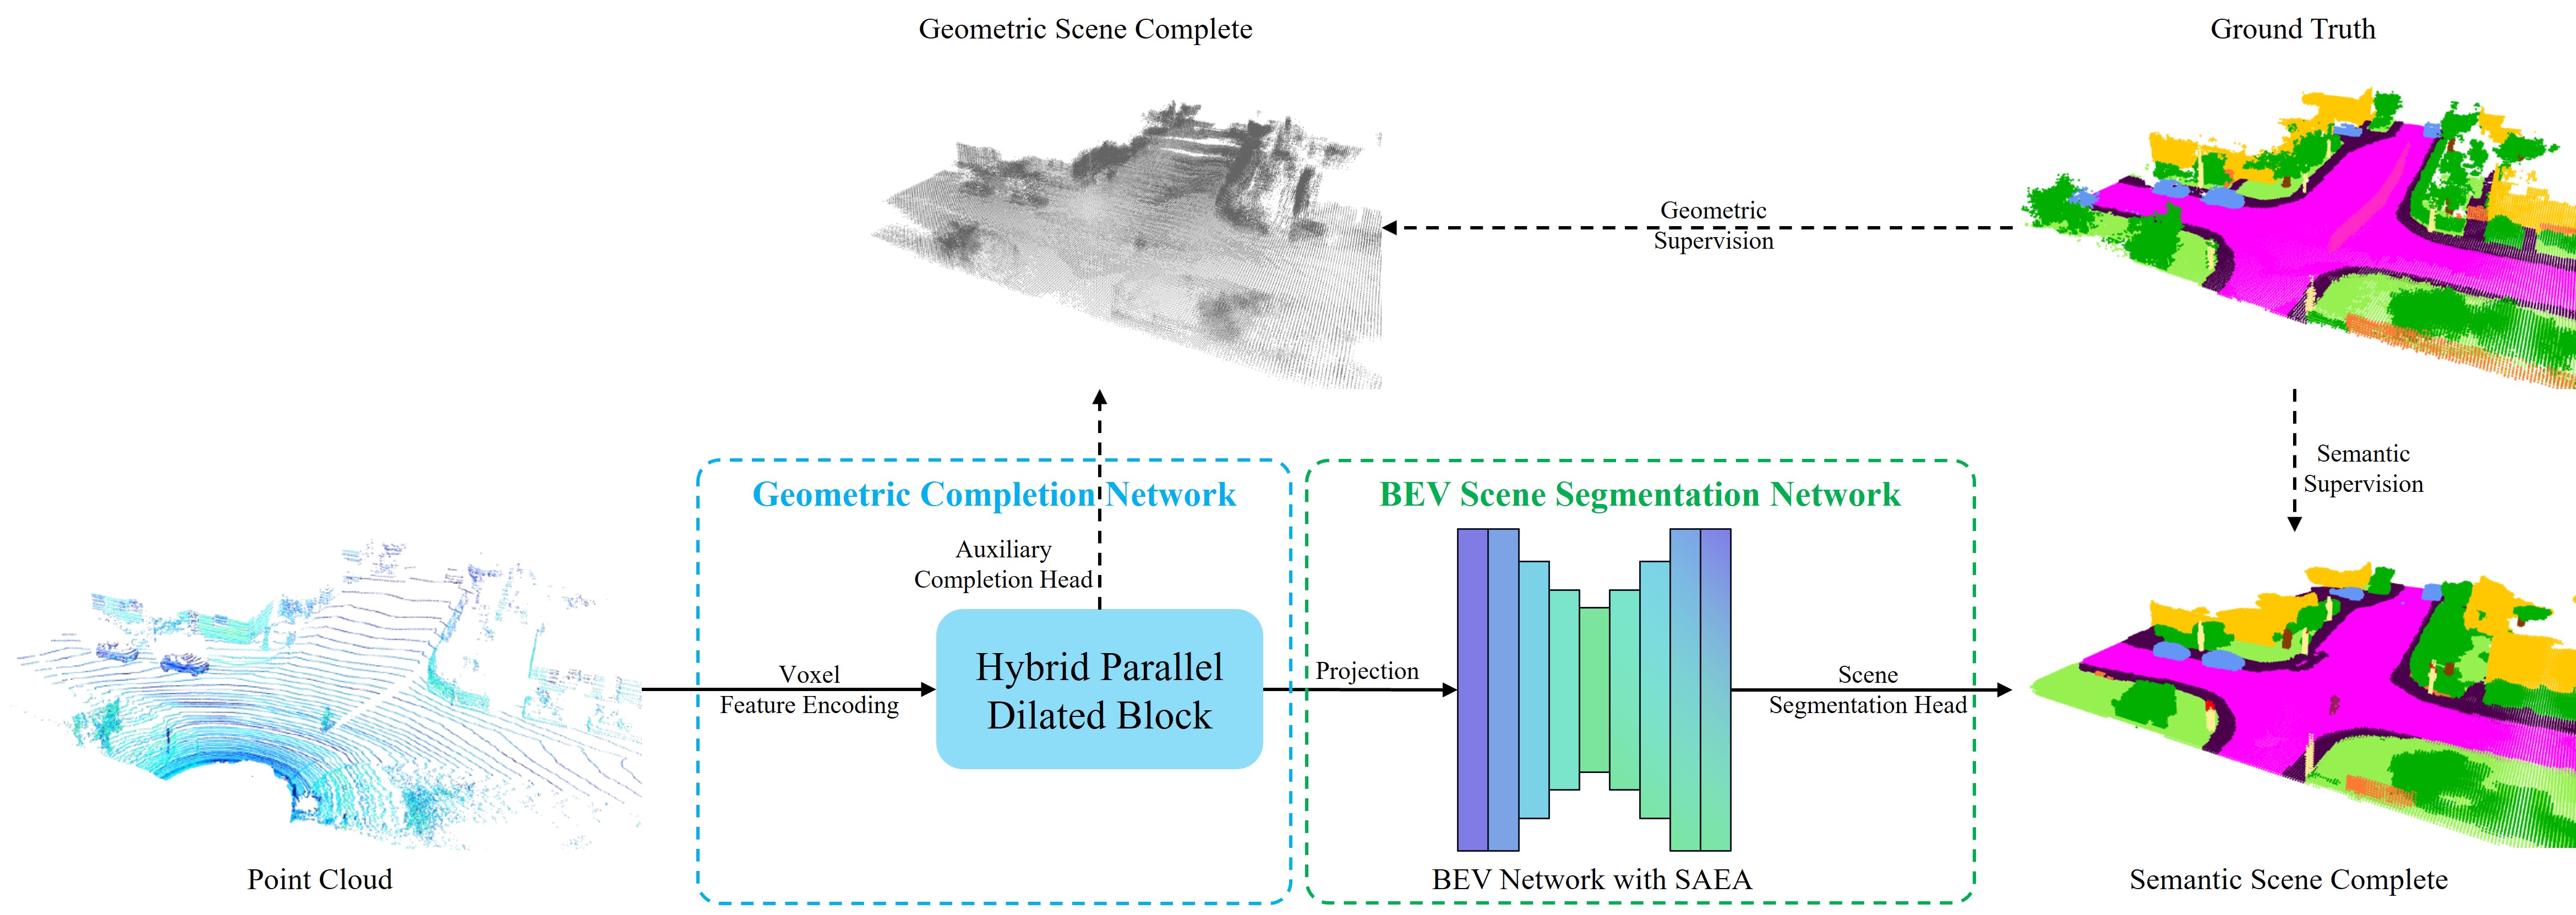 Geometric Scene Complete
Ground Truth
Geometric
Supervision
Semantic
Supervision
Geometric Completion Network
BEV Scene Segmentation Network
Auxiliary
Completion Head
Voxel
Feature Encoding
Hybrid Parallel
Dilated Block
Projection
Scene
Segmentation Head
Point Cloud
BEV Network with SAEA
Semantic Scene Complete